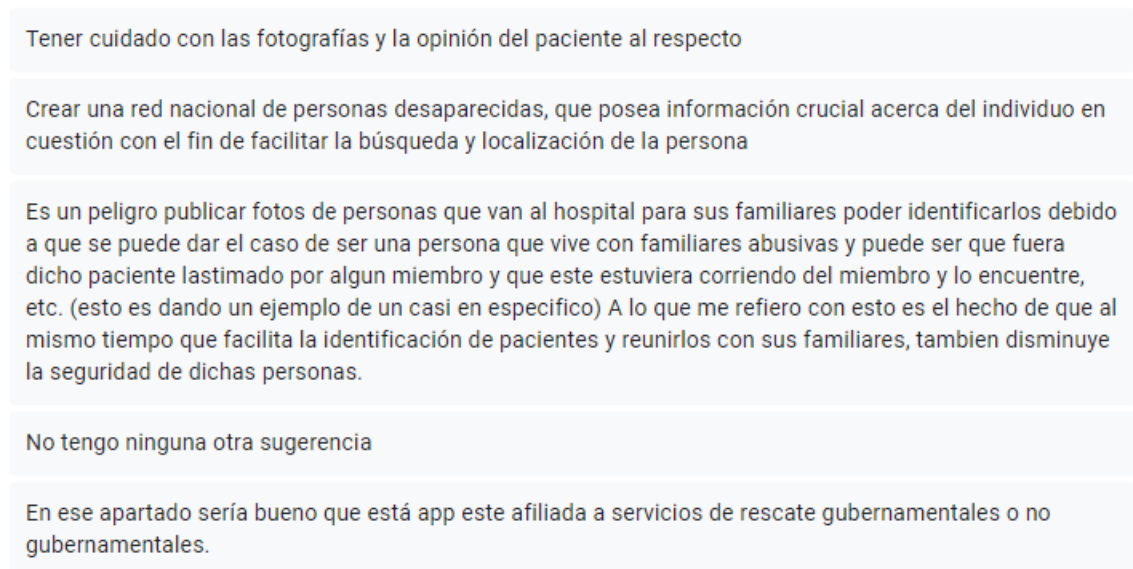 Tener cuidado con las fotografías y la opinión del paciente al respecto
Crear una red nacional de personas desaparecidas, que posea información crucial acerca del individuo en
cuestión con el fin de facilitar la búsqueda y localización de la persona
Es un peligro publicar fotos de personas que van al hospital para sus familiares poder identificarlos debido
a que se puede dar el caso de ser una persona que vive con familiares abusivas y puede ser que fuera
dicho paciente lastimado por algun miembro y que este estuviera corriendo del miembro y lo encuentre,
etc. (esto es dando un ejemplo de un casi en especifico) A lo que me refiero con esto es el hecho de que al
mismo tiempo que facilita la identificación de pacientes y reunirlos con sus familiares, tambien disminuye
la seguridad de dichas personas.
No tengo ninguna otra sugerencia
En ese apartado sería bueno que está app este afiliada a servicios de rescate gubernamentales o no
gubernamentales.